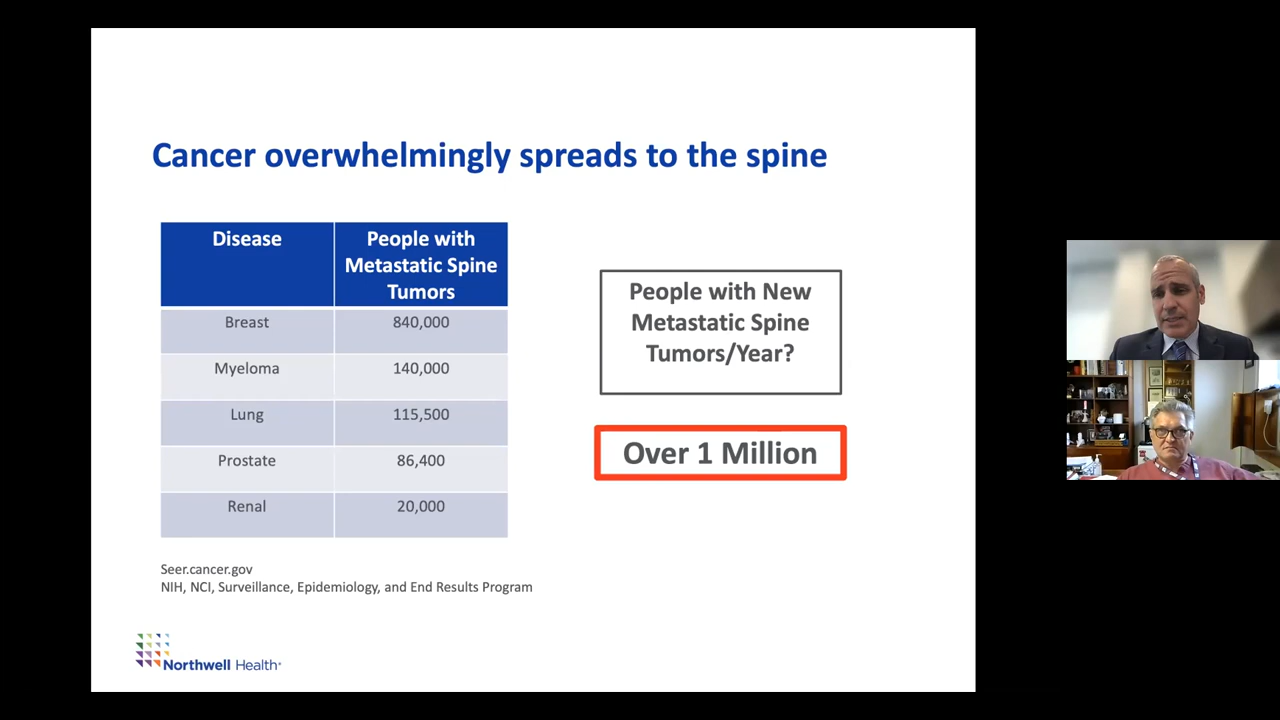 Cancer overwhelmingly spreads to the spine
Disease
People with
Metastatic Spine
Tumors
Breast
840,000
Myeloma
140,000
Lung
115,500
Prostate
86,400
Renal
20,000
People with New
Metastatic Spine
Tumors/Year?
Over 1 Million
Seer.cancer.gov
NIH, NCI, Surveillance, Epidemiology, and End Results Program
Northwell Health®